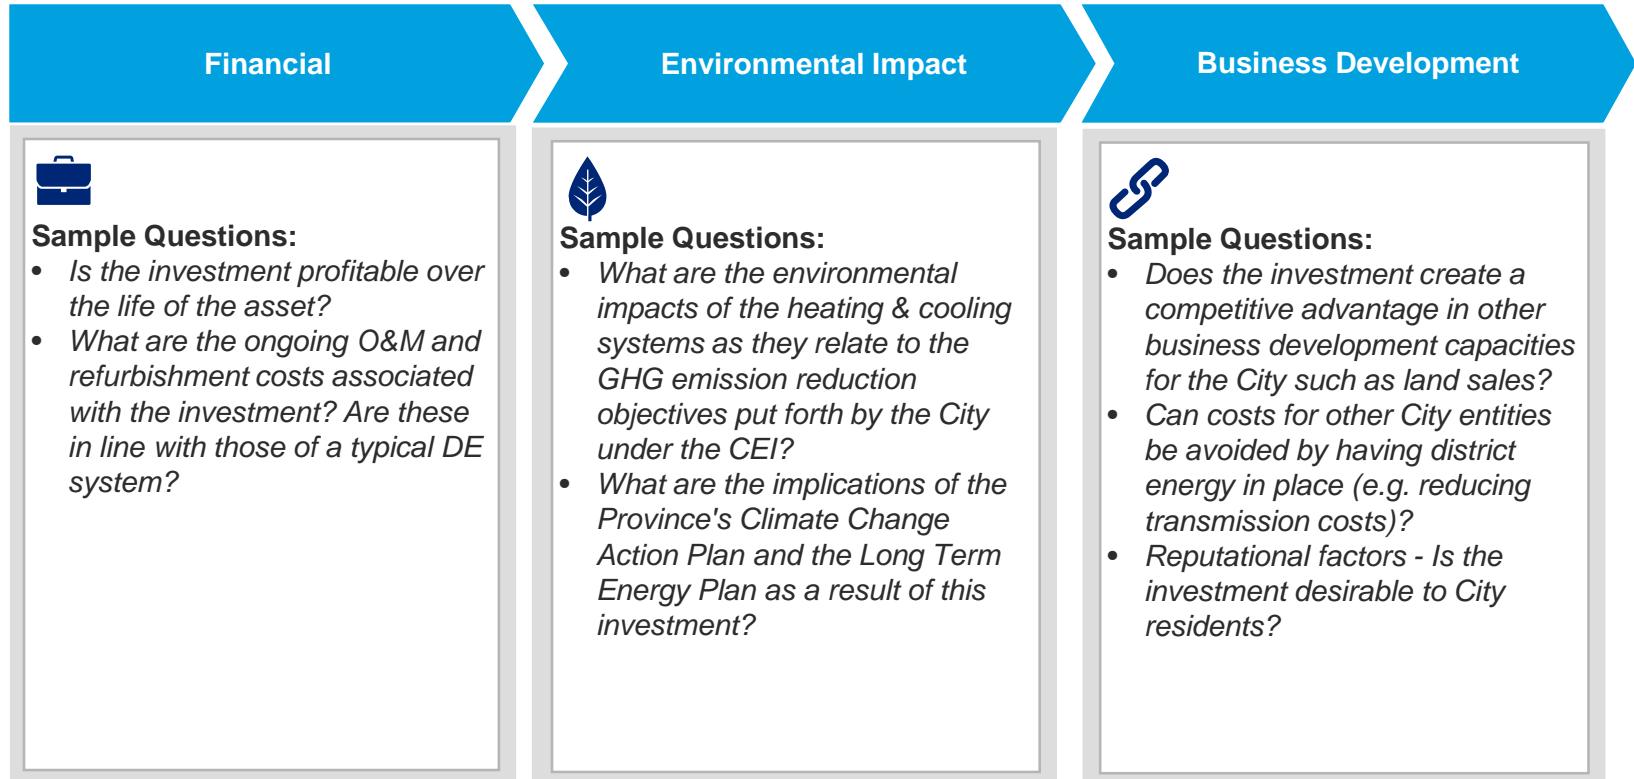 Financial
Environmental Impact
Business Development
Sample Questions:
• Is the investment profitable over
the life of the asset?
• What are the ongoing O&M and
refurbishment costs associated
with the investment? Are these
in line with those of a typical DE
system?
Sample Questions:
• What are the environmental
impacts of the heating & cooling
systems as they relate to the
GHG emission reduction
objectives put forth by the City
under the CEI?
• What are the implications of the
Province's Climate Change
Action Plan and the Long Term
Energy Plan as a result of this
investment?
Sample Questions:
• Does the investment create a
competitive advantage in other
business development capacities
for the City such as land sales?
• Can costs for other City entities
be avoided by having district
energy in place (e.g. reducing
transmission costs)?
• Reputational factors - Is the
investment desirable to City
residents?